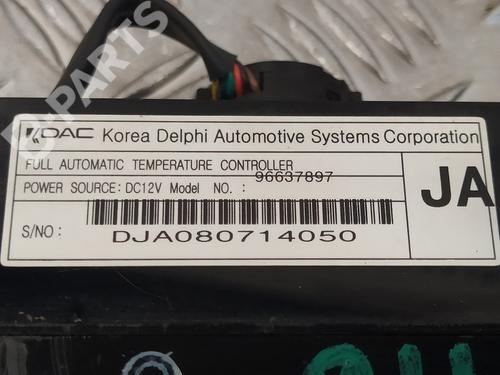 B-PARTS
KDAC Korea Delphi Automotive Systems Corporation
FULL AUTOMATIC TEMPERATURE CONTROLLER
POWER SOURCE: DC12V Model NO. : 96637897
JA
S/NO :
DJA080714050